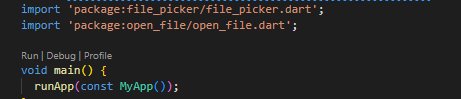 import 'package:file_picker/file_picker.dart';
import 'package:open_file/open_file.dart';
Run | Debug | Profile
void main() {
  runApp(const MyApp());